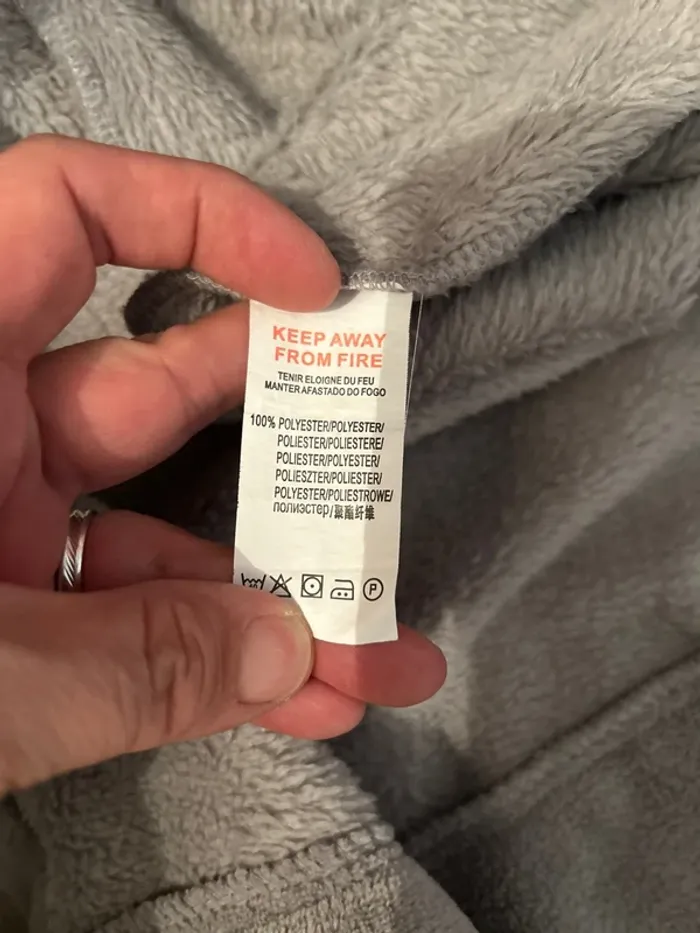 KEEP AWAY
FROM FIRE
TENIR ELOIGNE DU FEU
MANTER AFASTADO DO FOGO
100% POLYESTER/POLYESTER/
POLIESTER/POLIESTERE/
POLIESTER/POLYESTER/
POLIESZTER/POLIESTER/
POLYESTER/POLIESTROWE/
полиэстер/聚酯纤维
P